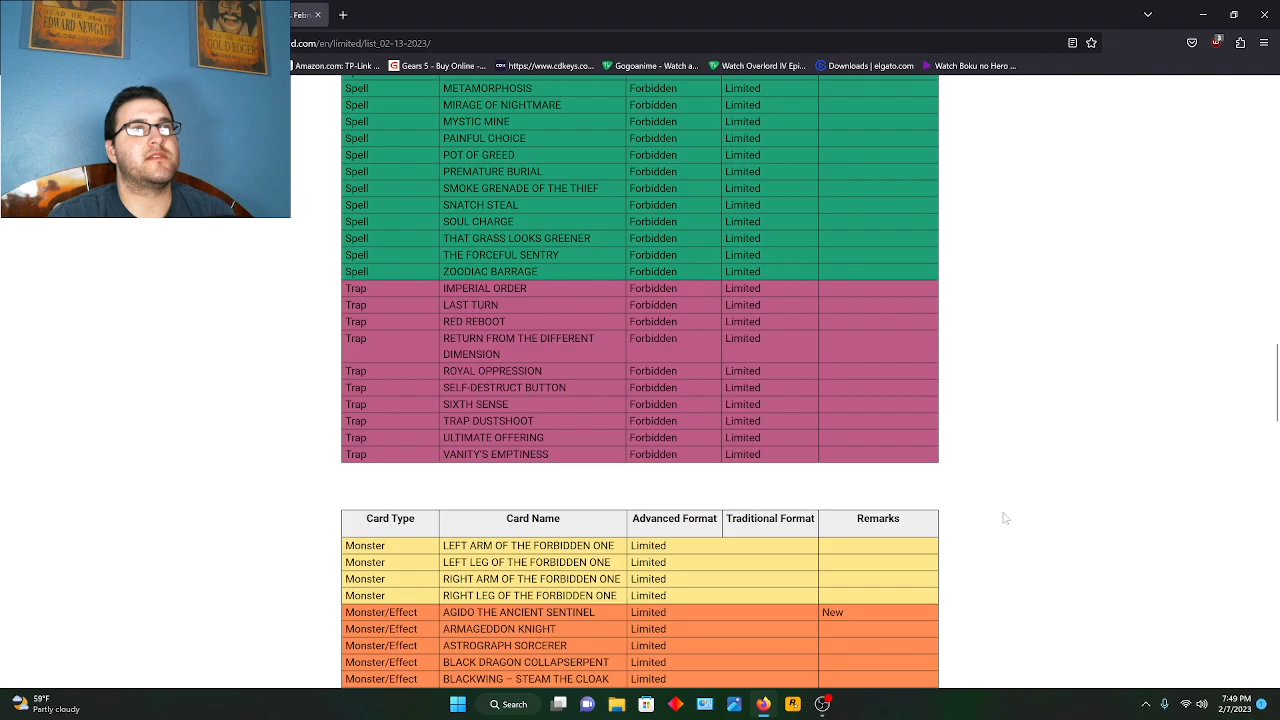 DEAD OR ALIVE
EDWARD NEWGATE
DEAD OR ALIVE
GOL·D·ROGER
d.com/en/limited/list_02-13-2023/
Amazon.com: TP-Link ...
Gears 5 - Buy Online -...
https://www.cdkeys.co...
Gogoanime - Watch a...
Watch Overlord IV Epi...
Downloads | elgato.com
Watch Boku no Hero ...
Spell METAMORPHOSIS Forbidden Limited
Spell MIRAGE OF NIGHTMARE Forbidden Limited
Spell MYSTIC MINE Forbidden Limited
Spell PAINFUL CHOICE Forbidden Limited
Spell POT OF GREED Forbidden Limited
Spell PREMATURE BURIAL Forbidden Limited
Spell SMOKE GRENADE OF THE THIEF Forbidden Limited
Spell SNATCH STEAL Forbidden Limited
Spell SOUL CHARGE Forbidden Limited
Spell THAT GRASS LOOKS GREENER Forbidden Limited
Spell THE FORCEFUL SENTRY Forbidden Limited
Spell ZOODIAC BARRAGE Forbidden Limited
Trap IMPERIAL ORDER Forbidden Limited
Trap LAST TURN Forbidden Limited
Trap RED REBOOT Forbidden Limited
Trap RETURN FROM THE DIFFERENT Forbidden Limited
DIMENSION
Trap ROYAL OPPRESSION Forbidden Limited
Trap SELF-DESTRUCT BUTTON Forbidden Limited
Trap SIXTH SENSE Forbidden Limited
Trap TRAP DUSTSHOOT Forbidden Limited
Trap ULTIMATE OFFERING Forbidden Limited
Trap VANITY'S EMPTINESS Forbidden Limited
Card Type Card Name Advanced Format Traditional Format Remarks
Monster LEFT ARM OF THE FORBIDDEN ONE Limited
Monster LEFT LEG OF THE FORBIDDEN ONE Limited
Monster RIGHT ARM OF THE FORBIDDEN ONE Limited
Monster RIGHT LEG OF THE FORBIDDEN ONE Limited
Monster/Effect AGIDO THE ANCIENT SENTINEL Limited New
Monster/Effect ARMAGEDDON KNIGHT Limited
Monster/Effect ASTROGRAPH SORCERER Limited
Monster/Effect BLACK DRAGON COLLAPSERPENT Limited
Monster/Effect BLACKWING – STEAM THE CLOAK Limited
59°F
Partly cloudy
Search
7:49 PM
2/7/2023